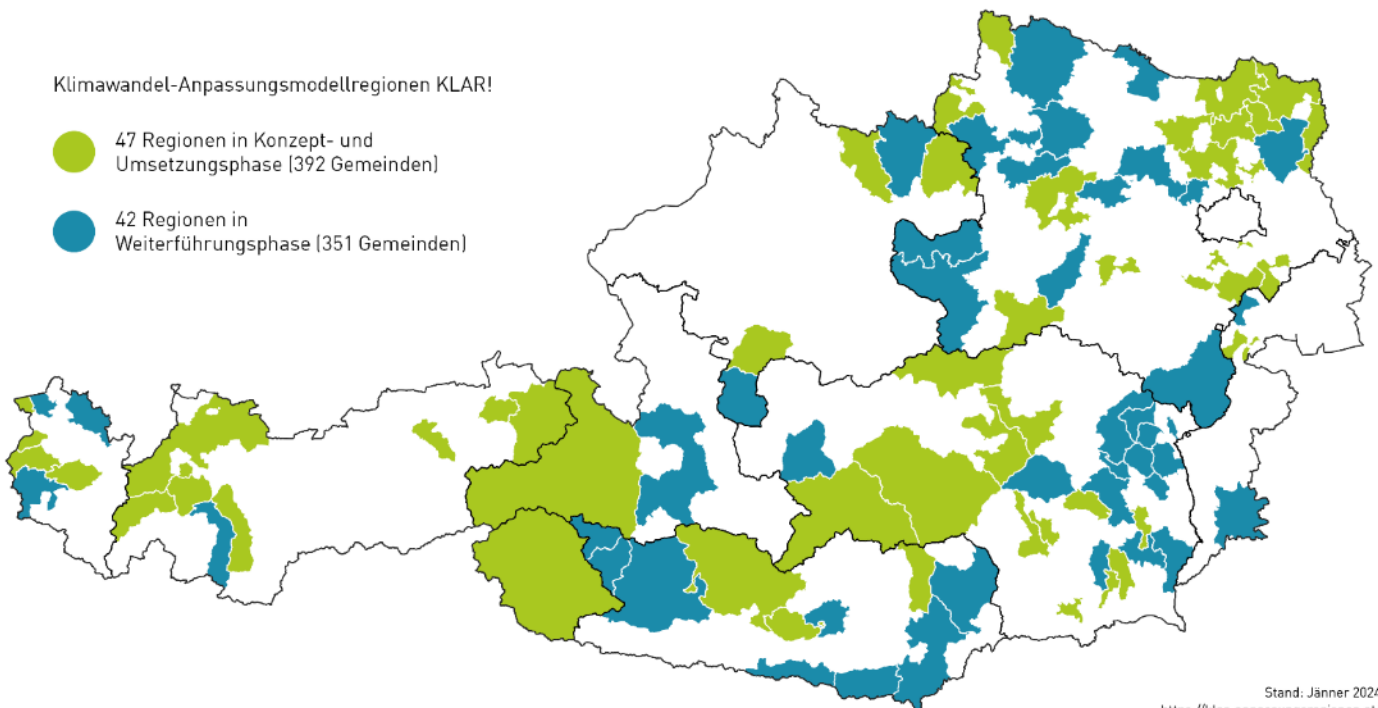 Klimawandel-Anpassungsmodellregionen KLAR!
47 Regionen in Konzept- und
Umsetzungsphase (392 Gemeinden)
42 Regionen in
Weiterführungsphase (351 Gemeinden)
Stand: Jänner 2024